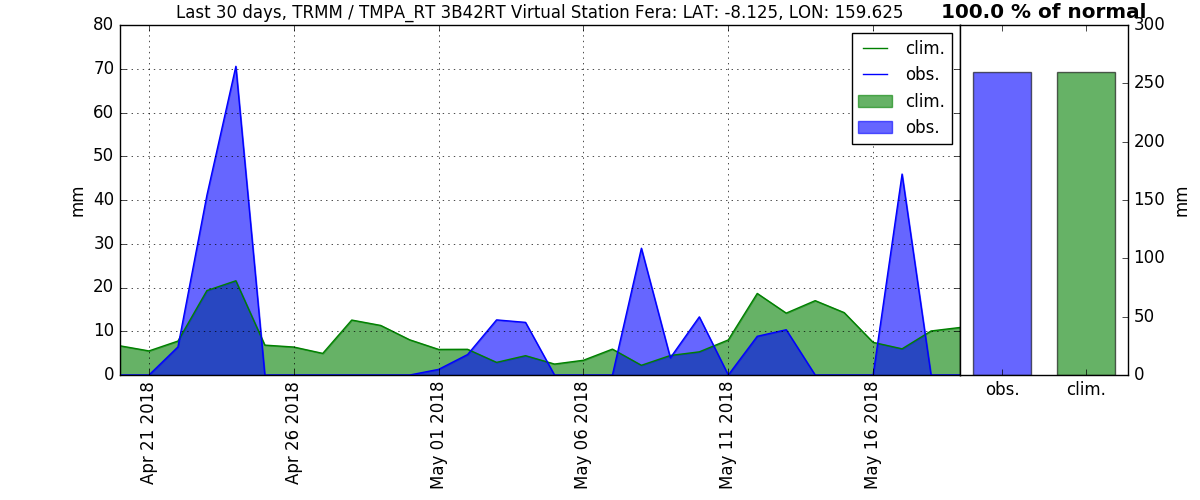 Last 30 days, TRMM / TMPA_RT 3B42RT Virtual Station Fera: LAT: -8.125, LON: 159.625
100.0 % of normal
80
70
60
50
40
30
20
10
0
mm
clim.
obs.
clim.
obs.
Apr 21 2018
Apr 26 2018
May 01 2018
May 06 2018
May 11 2018
May 16 2018
300
250
200
150
100
50
0
mm
obs.
clim.